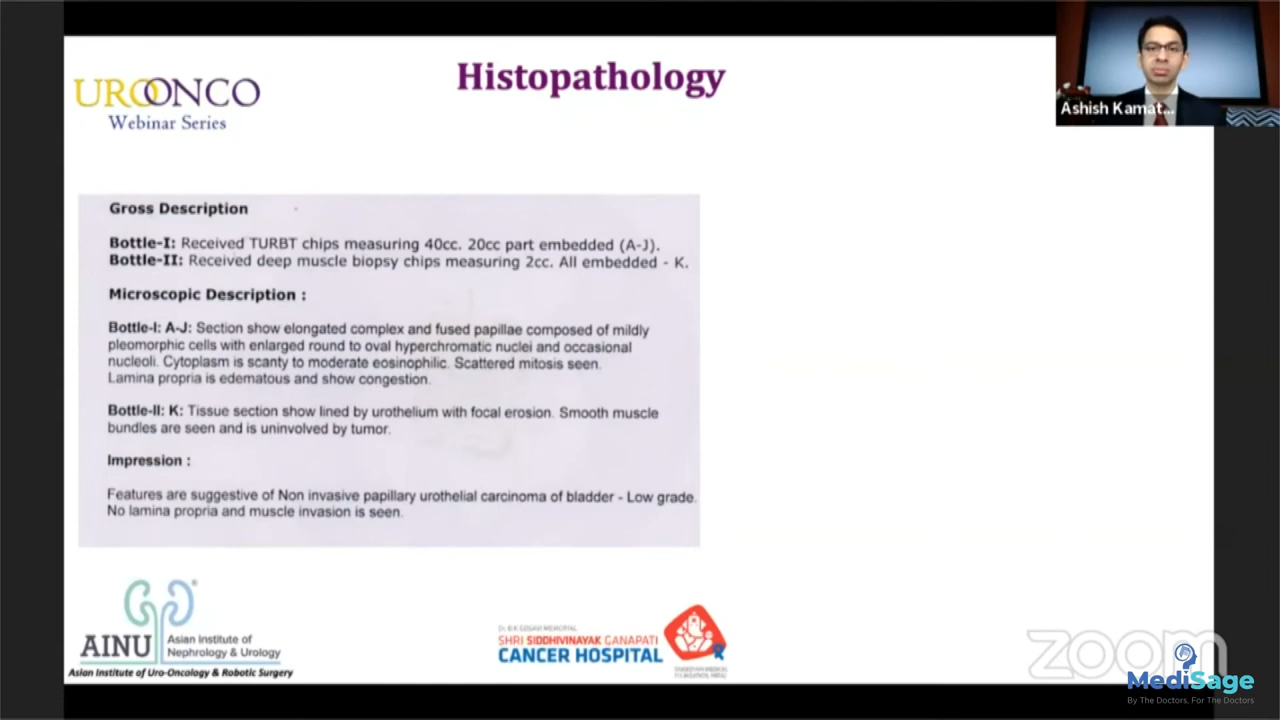 Histopathology
UROONCO
Webinar Series
Ashish Kamat...
Gross Description
Bottle-I: Received TURBT chips measuring 40cc. 20cc part embedded (A-J).
Bottle-II: Received deep muscle biopsy chips measuring 2cc. All embedded - K.
Microscopic Description :
Bottle-I: A-J: Section show elongated complex and fused papillae composed of mildly
pleomorphic cells with enlarged round to oval hyperchromatic nuclei and occasional
nucleoli. Cytoplasm is scanty to moderate eosinophilic. Scattered mitosis seen.
Lamina propria is edematous and show congestion.
Bottle-II: K: Tissue section show lined by urothelium with focal erosion. Smooth muscle
bundles are seen and is uninvolved by tumor.
Impression :
Features are suggestive of Non invasive papillary urothelial carcinoma of bladder - Low grade.
No lamina propria and muscle invasion is seen.
AINU
Asian Institute of
Nephrology & Urology
Asian Institute of Uro-Oncology & Robotic Surgery
SHRI SIDDHIVINAYAK GANAPATI
CANCER HOSPITAL
zoom
MediSage
By The Doctors, For The Doctors